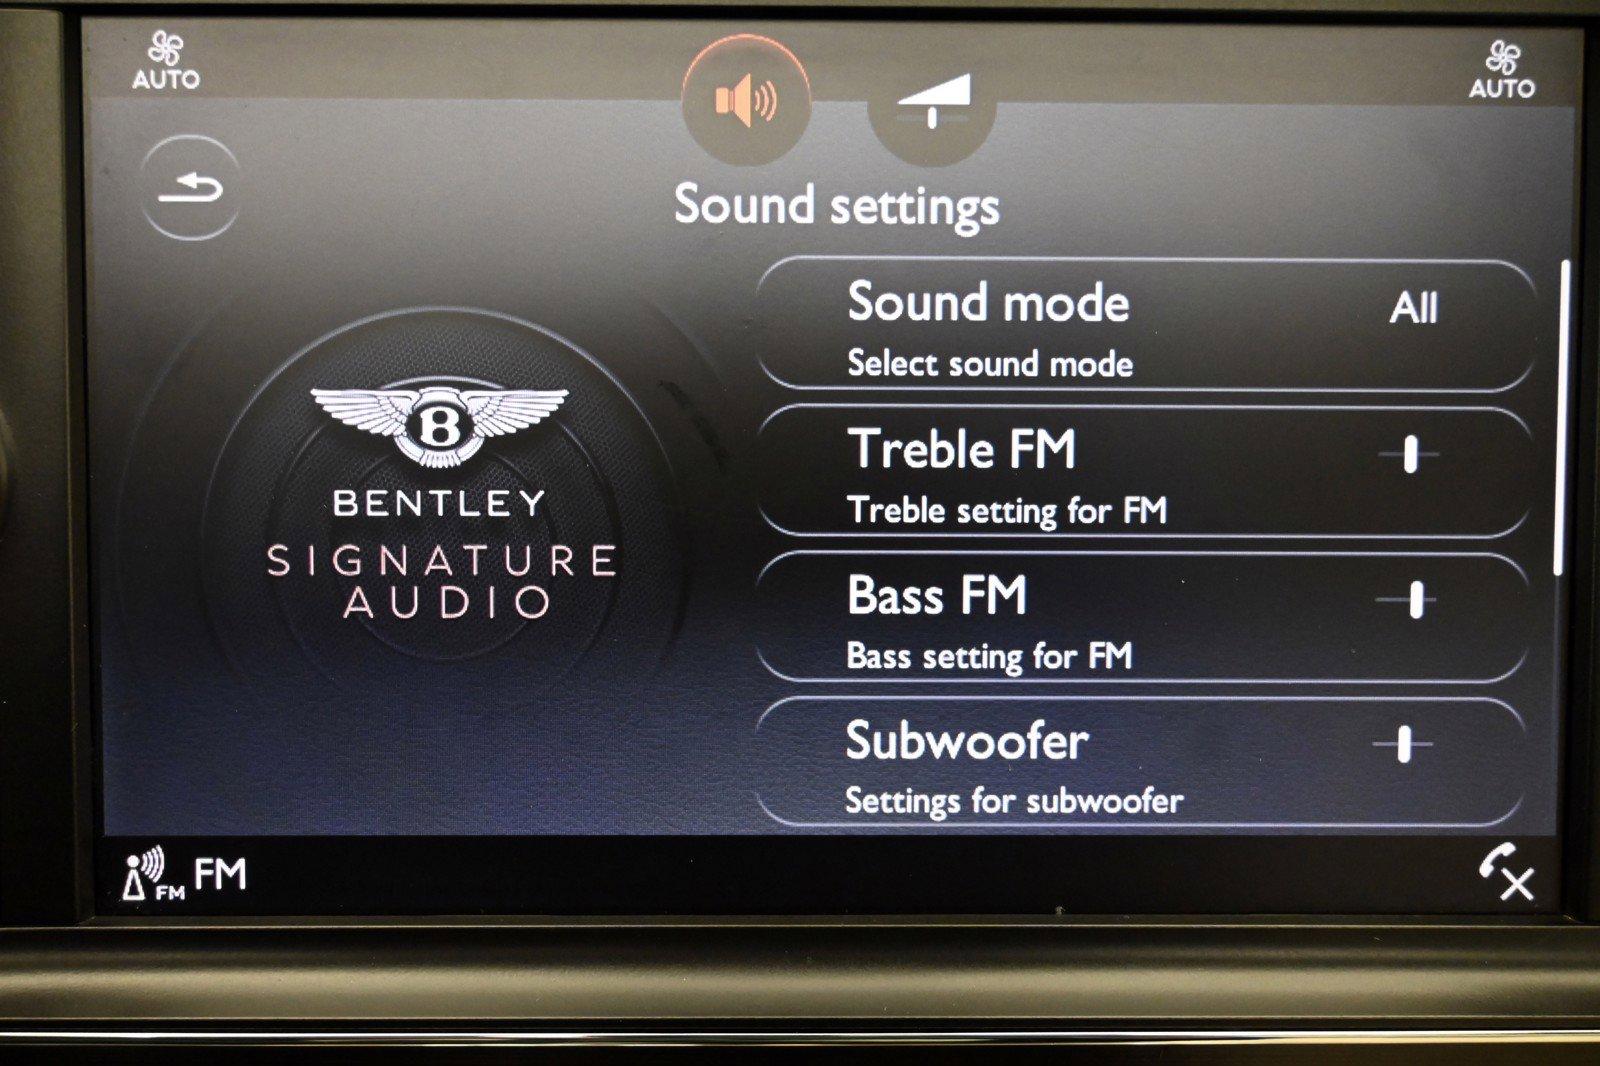 AUTO
AUTO
Sound settings
Sound mode
All
Select sound mode
Treble FM
Treble setting for FM
Bass FM
Bass setting for FM
Subwoofer
Settings for subwoofer
B
BENTLEY
SIGNATURE
AUDIO
FM
FM